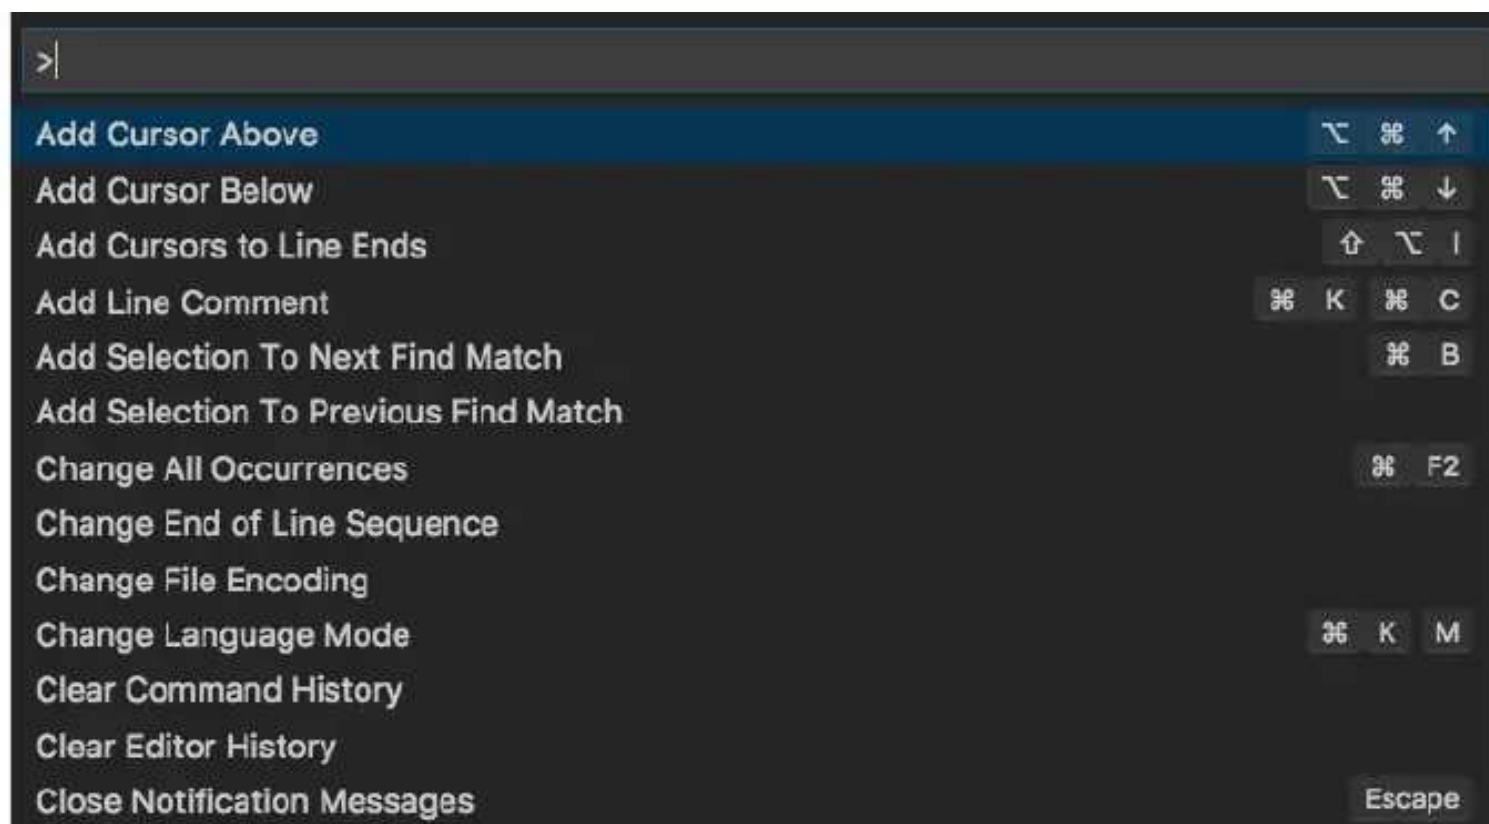 >
Add Cursor Above ⌥ ⌘ ↑
Add Cursor Below ⌥ ⌘ ↓
Add Cursors to Line Ends ⇧ ⌥ I
Add Line Comment ⌘ K ⌘ C
Add Selection To Next Find Match ⌘ B
Add Selection To Previous Find Match
Change All Occurrences ⌘ F2
Change End of Line Sequence
Change File Encoding
Change Language Mode ⌘ K M
Clear Command History
Clear Editor History
Close Notification Messages Escape